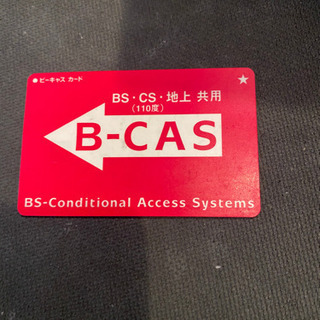 ●ビーキャス カード ★
BS・CS・地上 共用
(110度)
B-CAS
BS-Conditional Access Systems